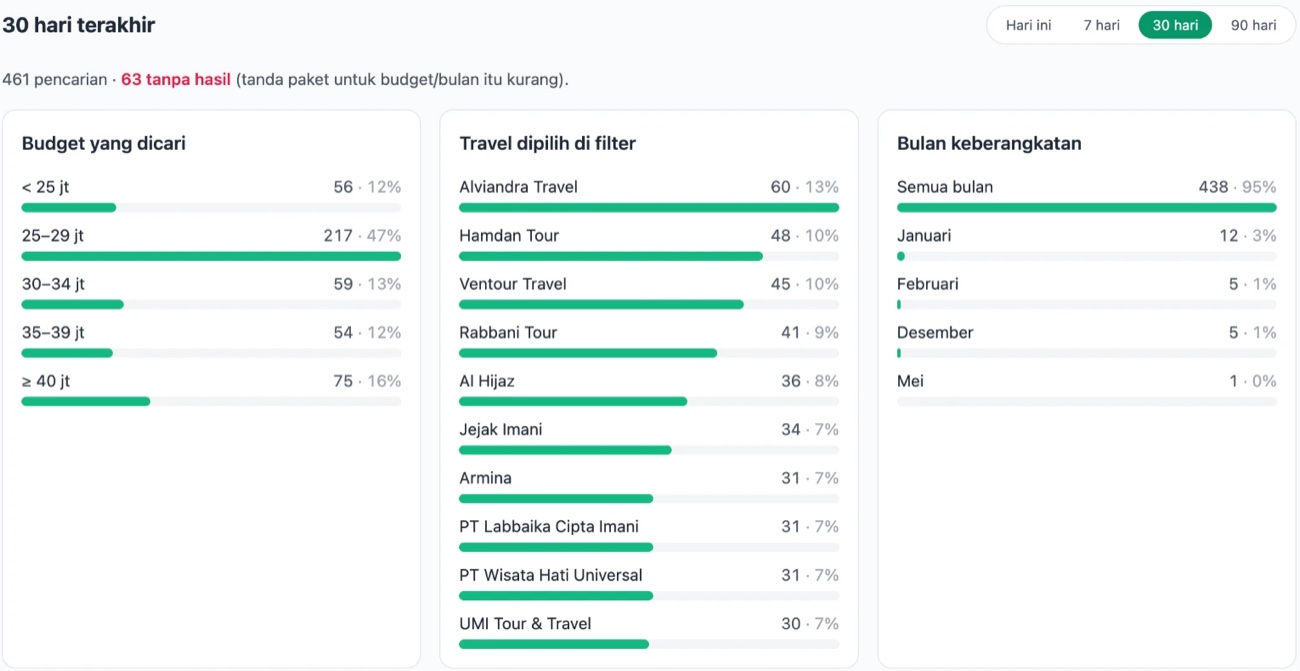 30 hari terakhir
Hari ini 7 hari 30 hari 90 hari
461 pencarian · 63 tanpa hasil (tanda paket untuk budget/bulan itu kurang).
Budget yang dicari
< 25 jt 56 · 12%
25–29 jt 217 · 47%
30–34 jt 59 · 13%
35–39 jt 54 · 12%
≥ 40 jt 75 · 16%
Travel dipilih di filter
Alviandra Travel 60 · 13%
Hamdan Tour 48 · 10%
Ventour Travel 45 · 10%
Rabbani Tour 41 · 9%
Al Hijaz 36 · 8%
Jejak Imani 34 · 7%
Armina 31 · 7%
PT Labbaika Cipta Imani 31 · 7%
PT Wisata Hati Universal 31 · 7%
UMI Tour & Travel 30 · 7%
Bulan keberangkatan
Semua bulan 438 · 95%
Januari 12 · 3%
Februari 5 · 1%
Desember 5 · 1%
Mei 1 · 0%